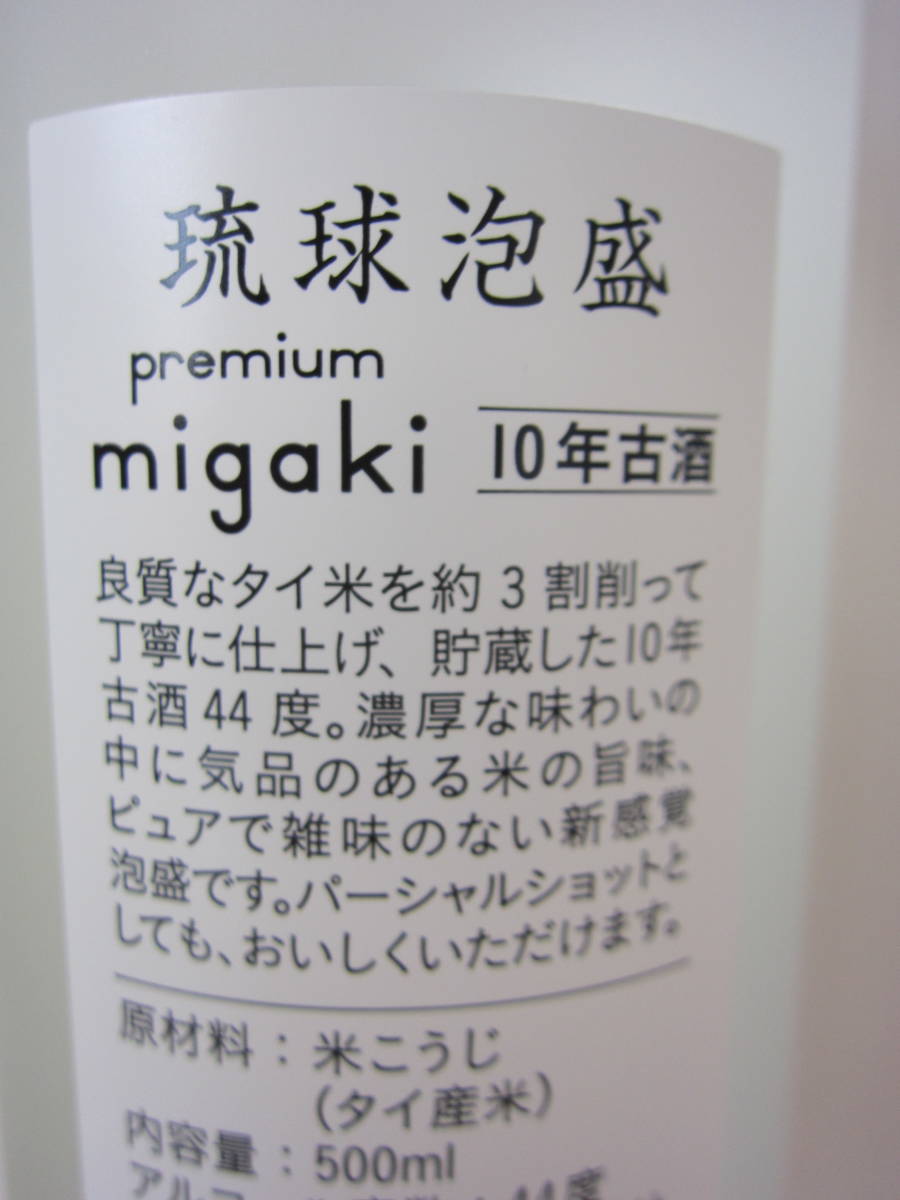 琉球泡盛
premium
migaki 10年古酒
良質なタイ米を約3割削って
丁寧に仕上げ、貯蔵した10年
古酒44度。濃厚な味わいの
中に気品のある米の旨味、
ピュアで雑味のない新感覚
泡盛です。パーシャルショットと
しても、おいしくいただけます。
原材料：米こうじ
（タイ産米）
内容量：500ml
44度